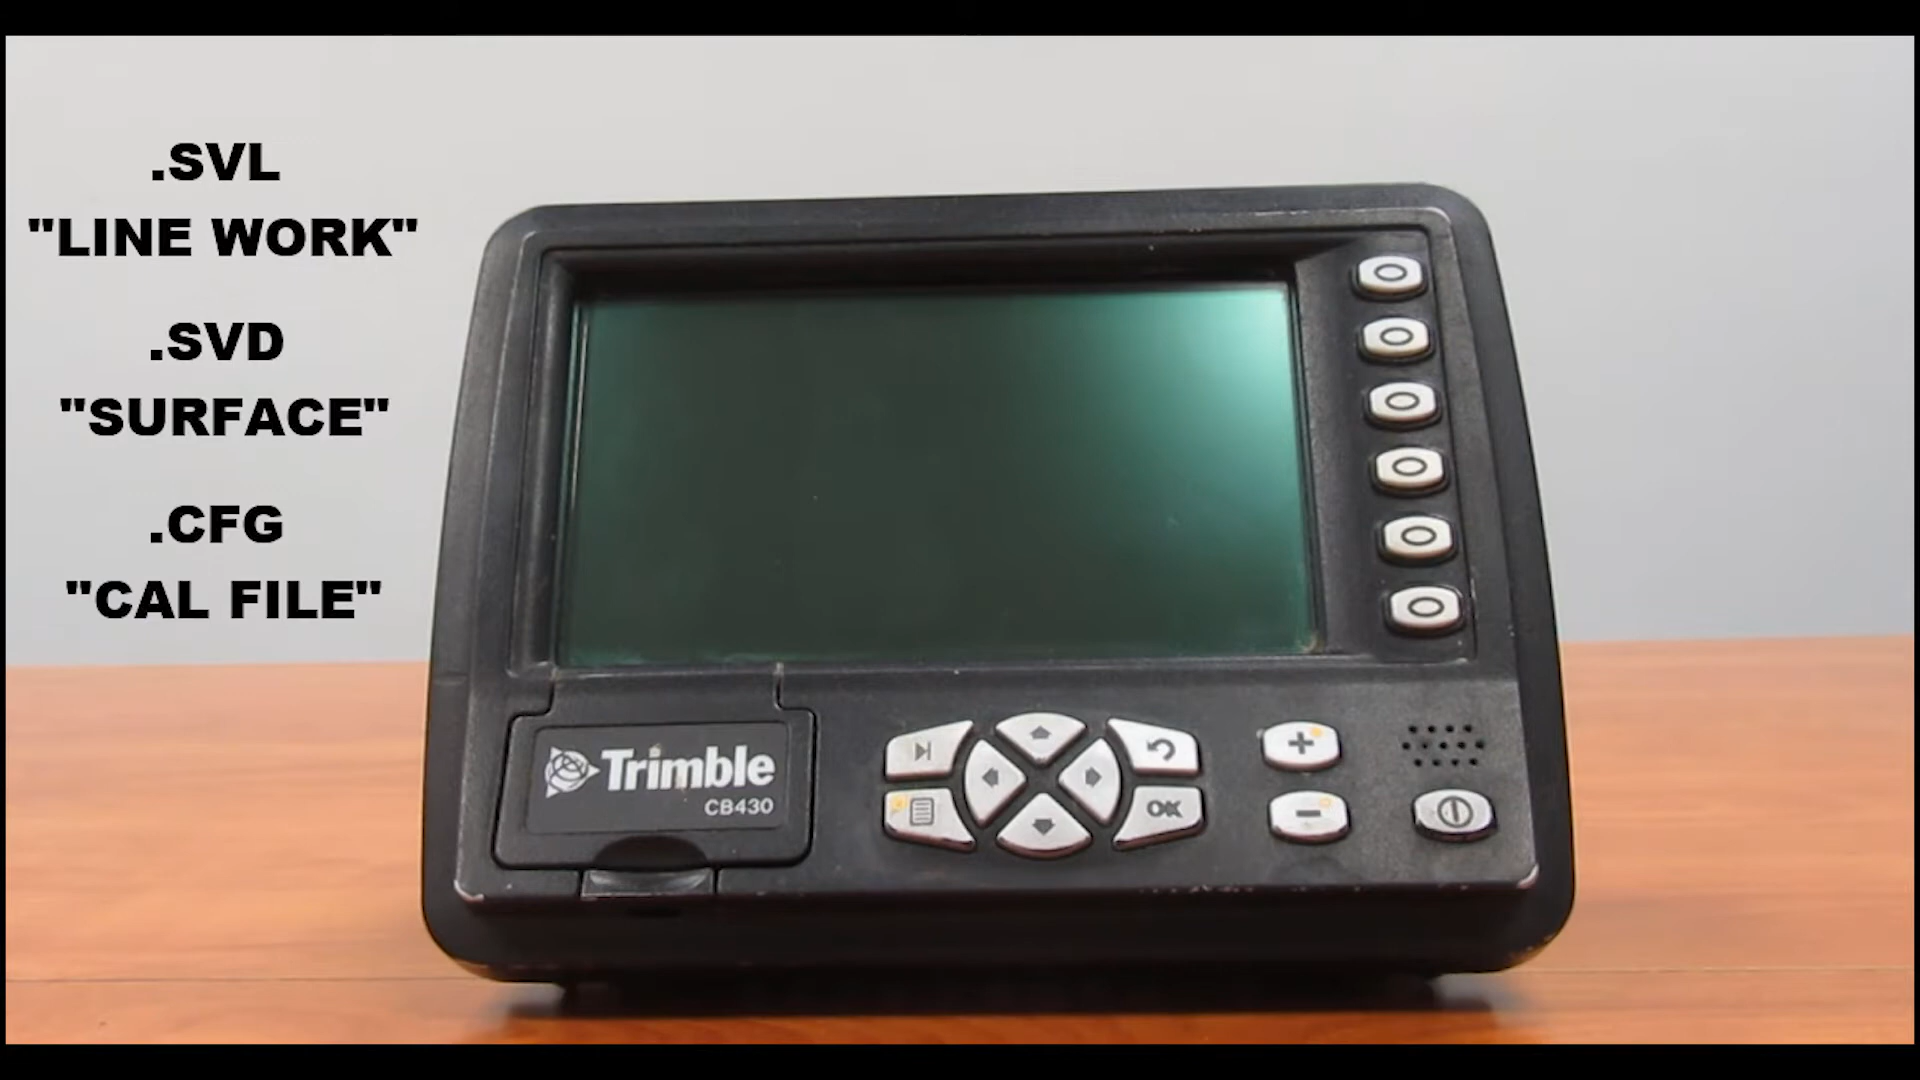 .SVL
"LINE WORK"
.SVD
"SURFACE"
.CFG
"CAL FILE"
Trimble
CB430
OK